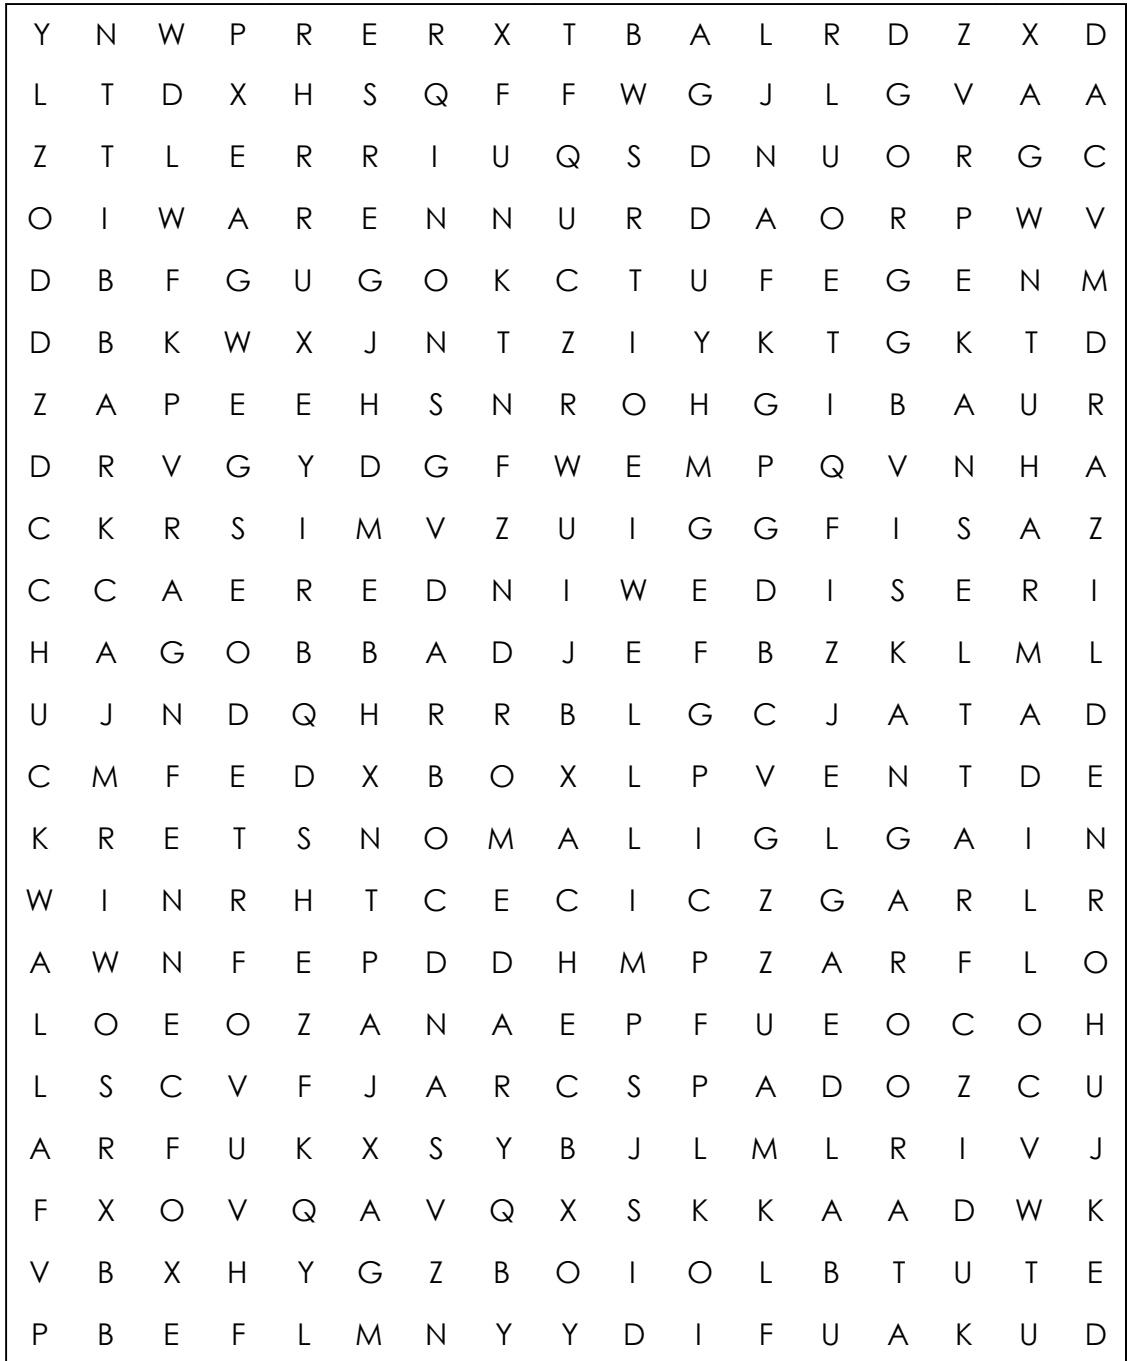 Y N W P R E R X T B A L R D Z X D
L T D X H S Q F F W G J L G V A A
Z T L E R R I U Q S D N U O R G C
O I W A R E N N U R D A O R P W V
D B F G U G O K C T U F E G E N M
D B K W X J N T Z I Y K T G K T D
Z A P E E H S N R O H G I B A U R
D R V G Y D G F W E M P Q V N H A
C K R S I M V Z U I G G F I S A Z
C C A E R E D N I W E D I S E R I
H A G O B B A D J E F B Z K L M L
U J N D Q H R R B L G C J A T A D
C M F E D X B O X L P V E N T D E
K R E T S N O M A L I G L G A I N
W I N R H T C E C I C Z G A R L R
A W N F E P D D H M P Z A R F L O
L O E O Z A N A E P F U E O C O H
L S C V F J A R C S P A D O Z C U
A R F U K X S Y B J L M L R I V J
F X O V Q A V Q X S K K A A D W K
V B X H Y G Z B O I O L B T U T E
P B E F L M N Y Y D I F U A K U D